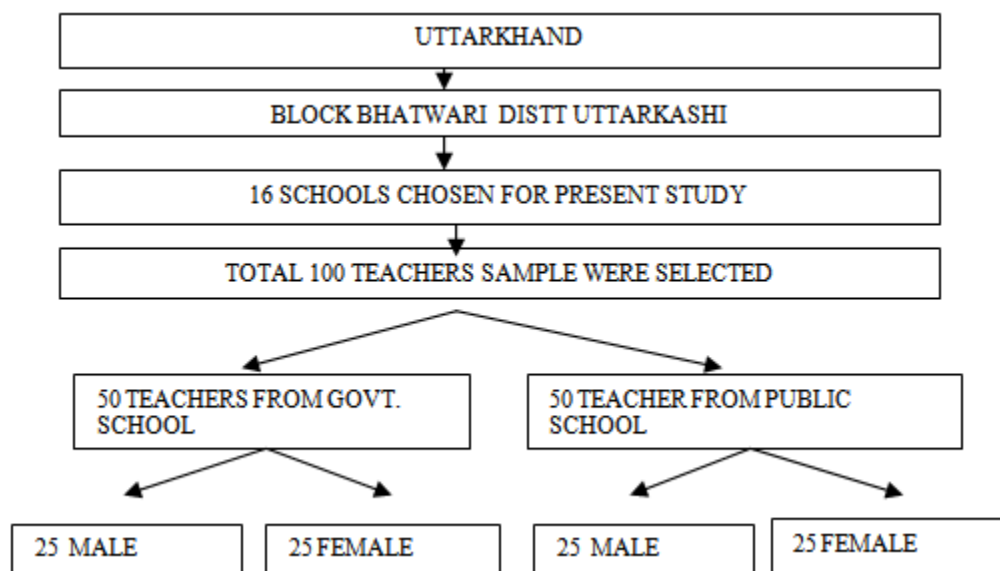 UTTARKHAND
BLOCK BHATWARI DISTT UTTARKASHI
16 SCHOOLS CHOSEN FOR PRESENT STUDY
TOTAL 100 TEACHERS SAMPLE WERE SELECTED
50 TEACHERS FROM GOVT.
SCHOOL
50 TEACHER FROM PUBLIC
SCHOOL
25 MALE
25 FEMALE
25 MALE
25 FEMALE